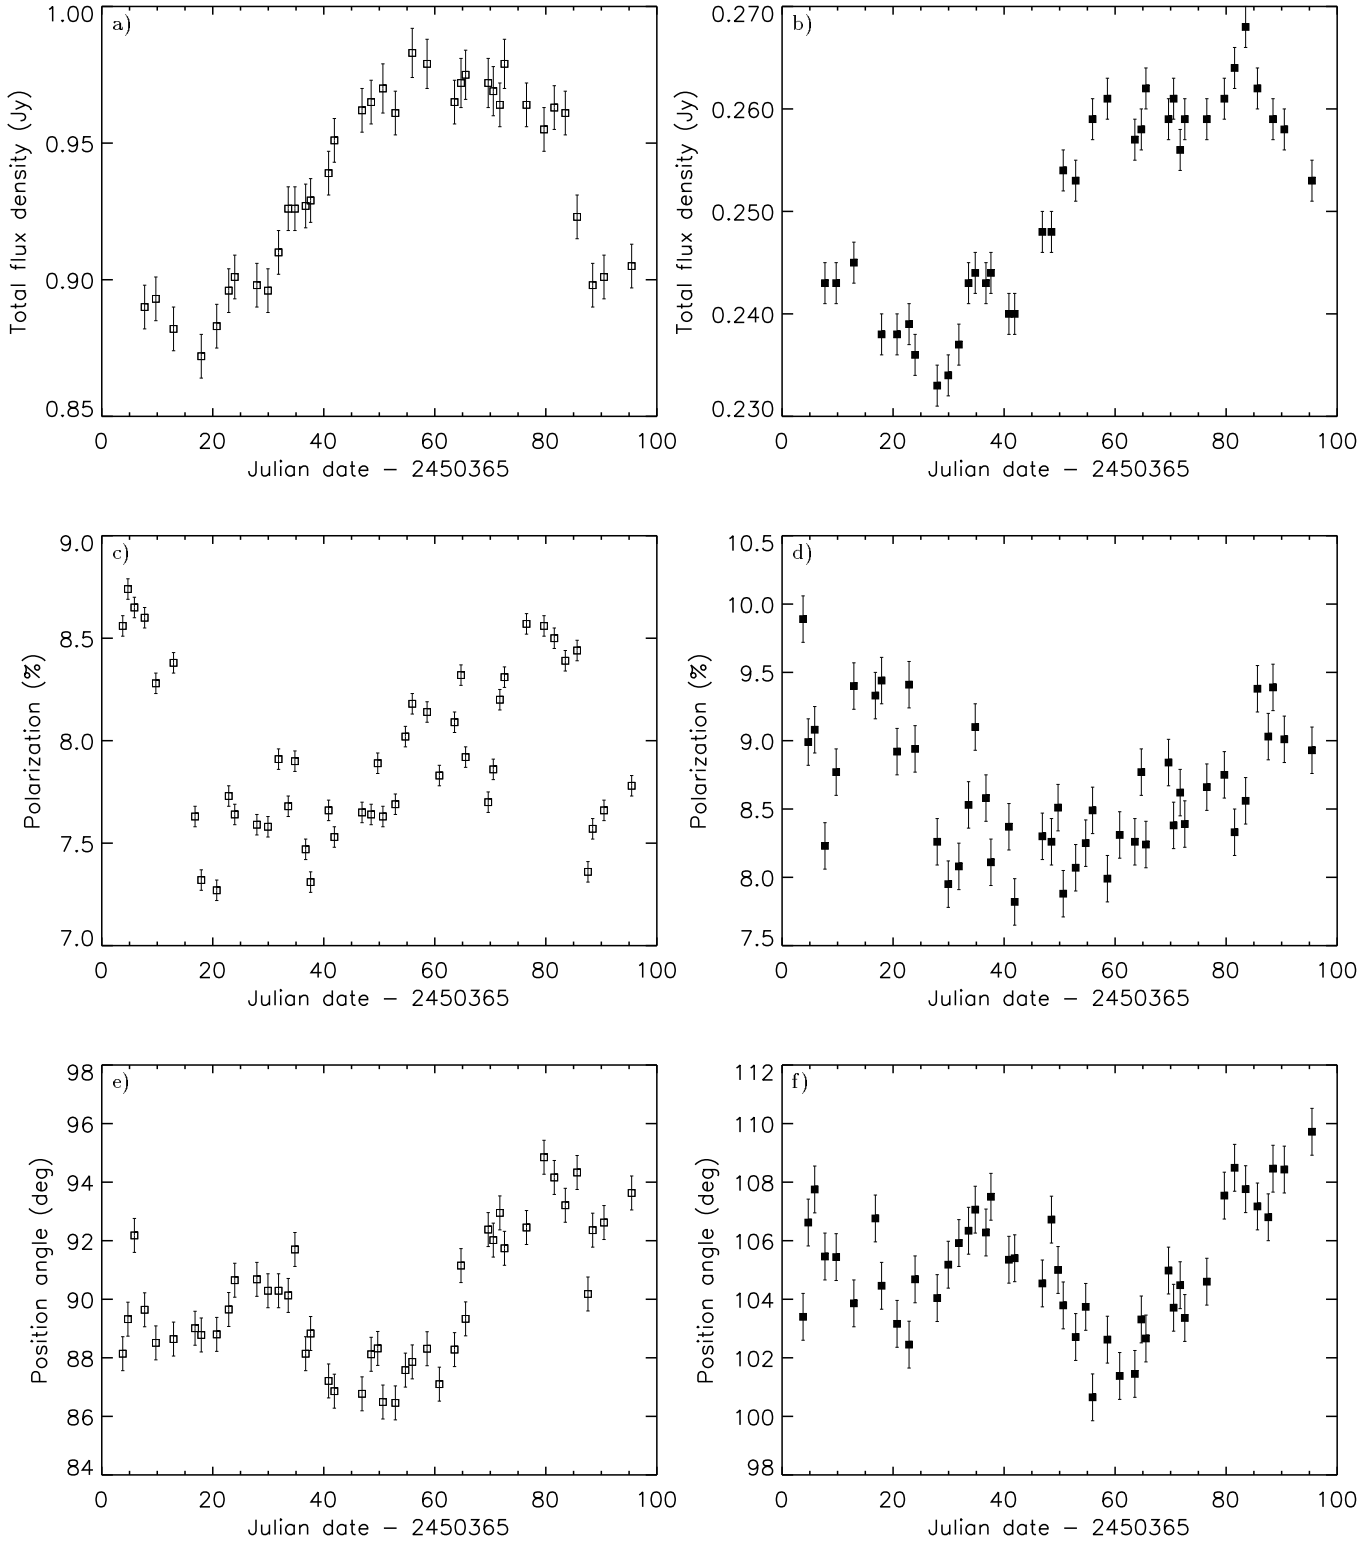 a)
1.00
0.95
0.90
0.85
Total flux density (Jy)
0 20 40 60 80 100
Julian date − 2450365
b)
0.270
0.260
0.250
0.240
0.230
Total flux density (Jy)
0 20 40 60 80 100
Julian date − 2450365
c)
9.0
8.5
8.0
7.5
7.0
Polarization (%)
0 20 40 60 80 100
Julian date − 2450365
d)
10.5
10.0
9.5
9.0
8.5
8.0
7.5
Polarization (%)
0 20 40 60 80 100
Julian date − 2450365
e)
98
96
94
92
90
88
86
84
Position angle (deg)
0 20 40 60 80 100
Julian date − 2450365
f)
112
110
108
106
104
102
100
98
Position angle (deg)
0 20 40 60 80 100
Julian date − 2450365